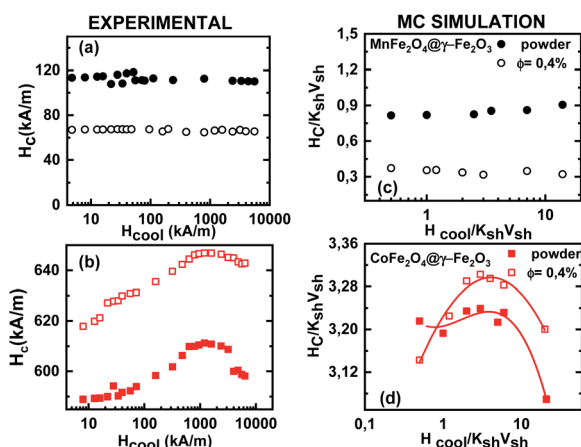 EXPERIMENTAL
MC SIMULATION
(a)
160
120
80
40
0
H_C(kA/m)
10 100 1000 10000
H_cool (kA/m)
MnFe₂O₄@γ–Fe₂O₃ ● powder
○ ϕ = 0,4%
1,5
1,2
0,9
0,6
0,3
H_C/K_shV_sh
(c)
1 10
H_cool/K_shV_sh
(b)
640
620
600
H_c(kA/m)
10 100 1000 10000
H_cool (kA/m)
CoFe₂O₄@γ–Fe₂O₃ powder
ϕ= 0,4%
3,36
3,28
3,20
3,12
H_C/K_shV_sh
(d)
0,1 1 10
H_cool/K_shV_sh